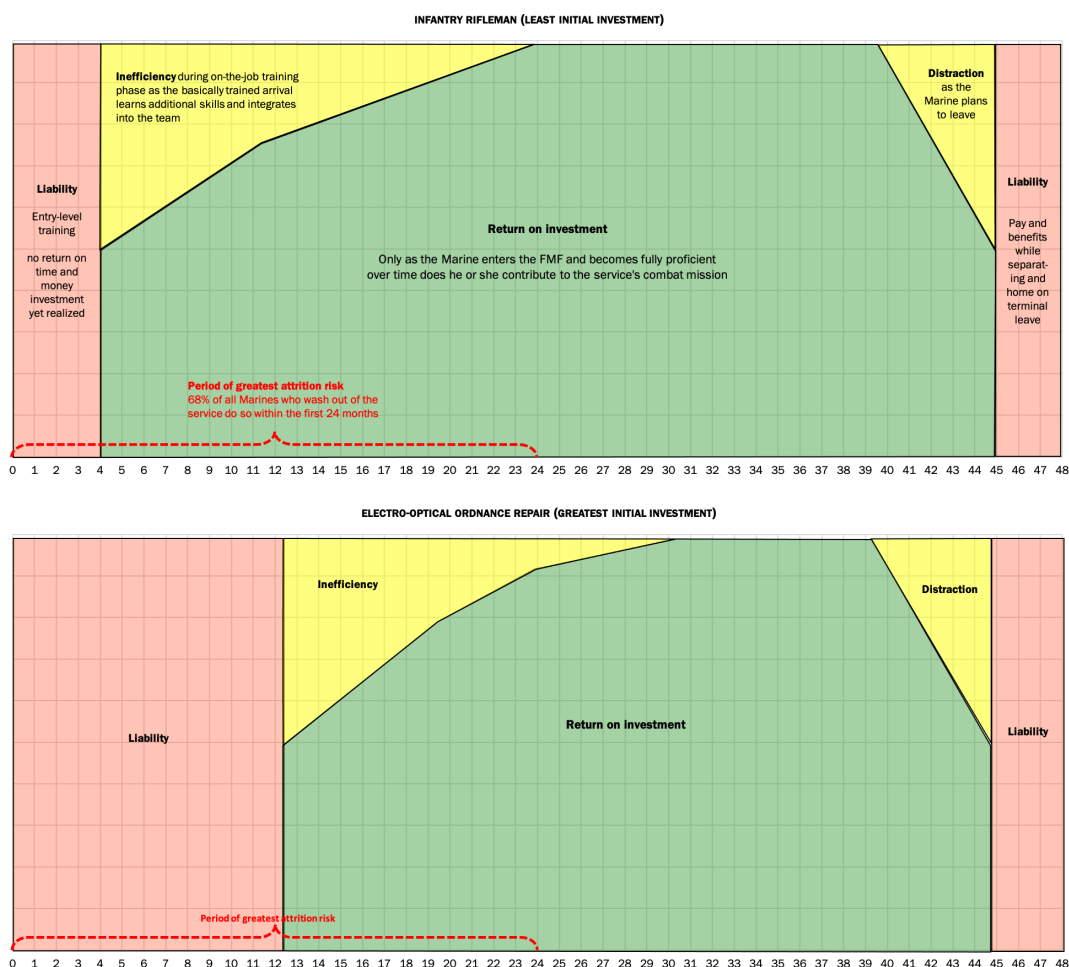 INFANTRY RIFLEMAN (LEAST INITIAL INVESTMENT)
Inefficiency during on-the-job training
phase as the basically trained arrival
learns additional skills and integrates
into the team
Distraction
as the
Marine plans
to leave
Liability
Entry-level
training
no return on
time and
money
investment
yet realized
Return on investment
Only as the Marine enters the FMF and becomes fully proficient
over time does he or she contribute to the service's combat mission
Liability
Pay and
benefits
while
separat-
ing and
home on
terminal
leave
Period of greatest attrition risk
68% of all Marines who wash out of the
service do so within the first 24 months
0 1 2 3 4 5 6 7 8 9 10 11 12 13 14 15 16 17 18 19 20 21 22 23 24 25 26 27 28 29 30 31 32 33 34 35 36 37 38 39 40 41 42 43 44 45 46 47 48
ELECTRO-OPTICAL ORDNANCE REPAIR (GREATEST INITIAL INVESTMENT)
Inefficiency
Distraction
Return on investment
Liability
Liability
Period of greatest attrition risk
0 1 2 3 4 5 6 7 8 9 10 11 12 13 14 15 16 17 18 19 20 21 22 23 24 25 26 27 28 29 30 31 32 33 34 35 36 37 38 39 40 41 42 43 44 45 46 47 48